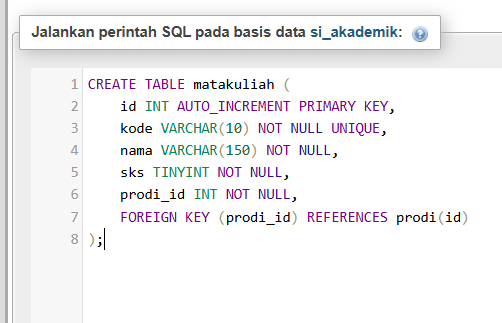 Jalankan perintah SQL pada basis data si_akademik:
1 CREATE TABLE matakuliah (
2 id INT AUTO_INCREMENT PRIMARY KEY,
3 kode VARCHAR(10) NOT NULL UNIQUE,
4 nama VARCHAR(150) NOT NULL,
5 sks TINYINT NOT NULL,
6 prodi_id INT NOT NULL,
7 FOREIGN KEY (prodi_id) REFERENCES prodi(id)
8 );